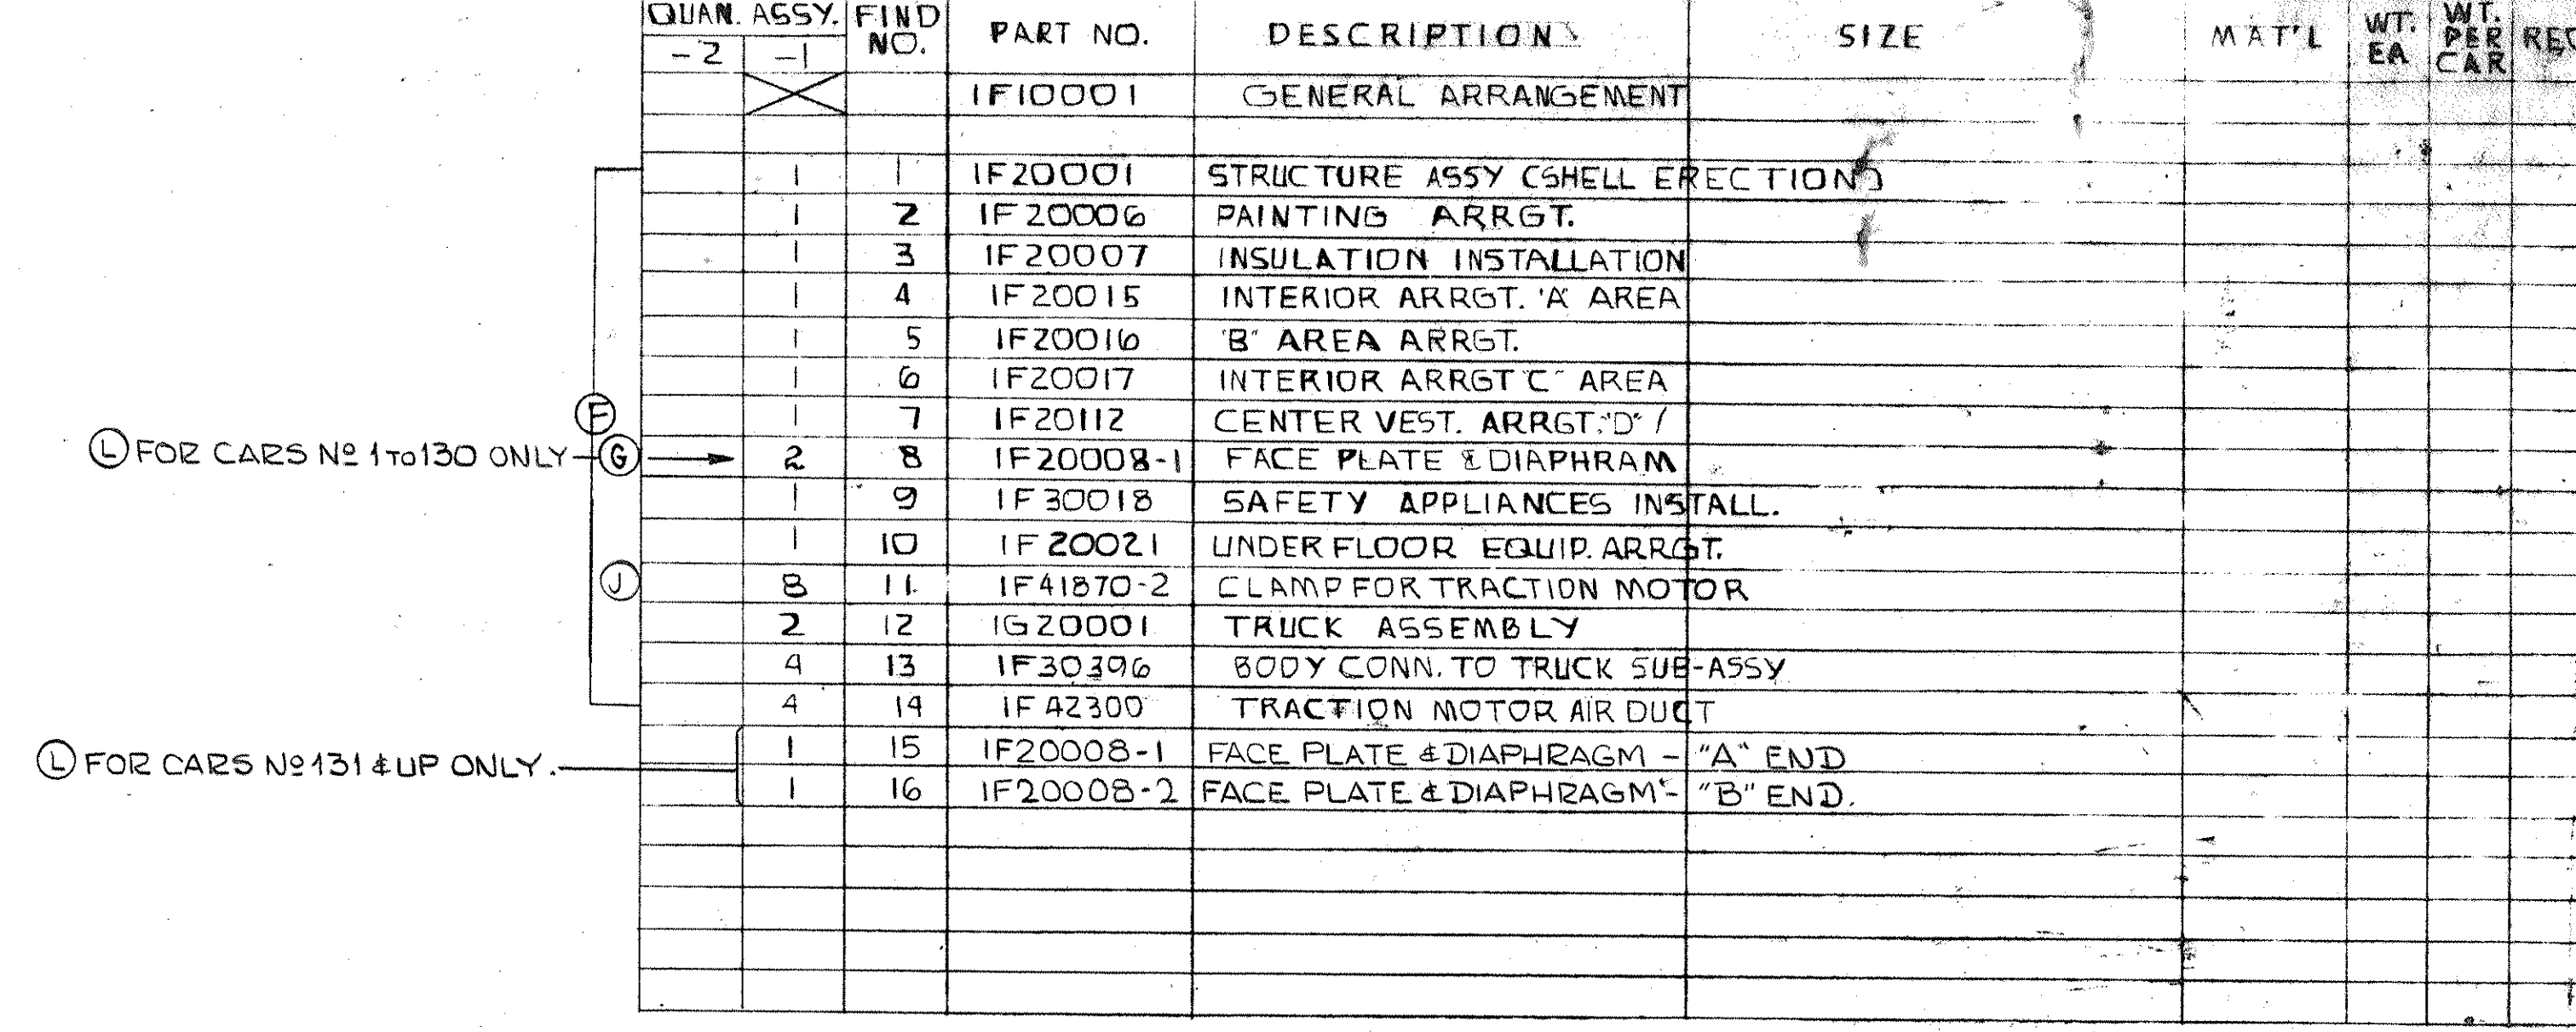 QUAN. ASSY. FIND NO. PART NO. DESCRIPTION SIZE MAT'L WT. EA WT. PER CAR
-2 -1
1F10001 GENERAL ARRANGEMENT
1 1 1F20001 STRUCTURE ASSY (SHELL ERECTION)
1 2 1F20006 PAINTING ARRGT.
1 3 1F20007 INSULATION INSTALLATION
1 4 1F20015 INTERIOR ARRGT. 'A' AREA
1 5 1F20016 "B" AREA ARRGT.
1 6 1F20017 INTERIOR ARRGT "C" AREA
F 1 7 1F20112 CENTER VEST. ARRGT. "D" /
L FOR CARS Nº 1 TO 130 ONLY G 2 8 1F20008-1 FACE PLATE & DIAPHRAM
1 9 1F30018 SAFETY APPLIANCES INSTALL.
1 10 1F20021 UNDER FLOOR EQUIP. ARRGT.
J 8 11 1F41870-2 CLAMP FOR TRACTION MOTOR
2 12 1G20001 TRUCK ASSEMBLY
4 13 1F30396 BODY CONN. TO TRUCK SUB-ASSY
4 14 1F42300 TRACTION MOTOR AIR DUCT
1 15 1F20008-1 FACE PLATE & DIAPHRAGM - "A" END
L FOR CARS Nº 131 & UP ONLY.
1 16 1F20008-2 FACE PLATE & DIAPHRAGM - "B" END.